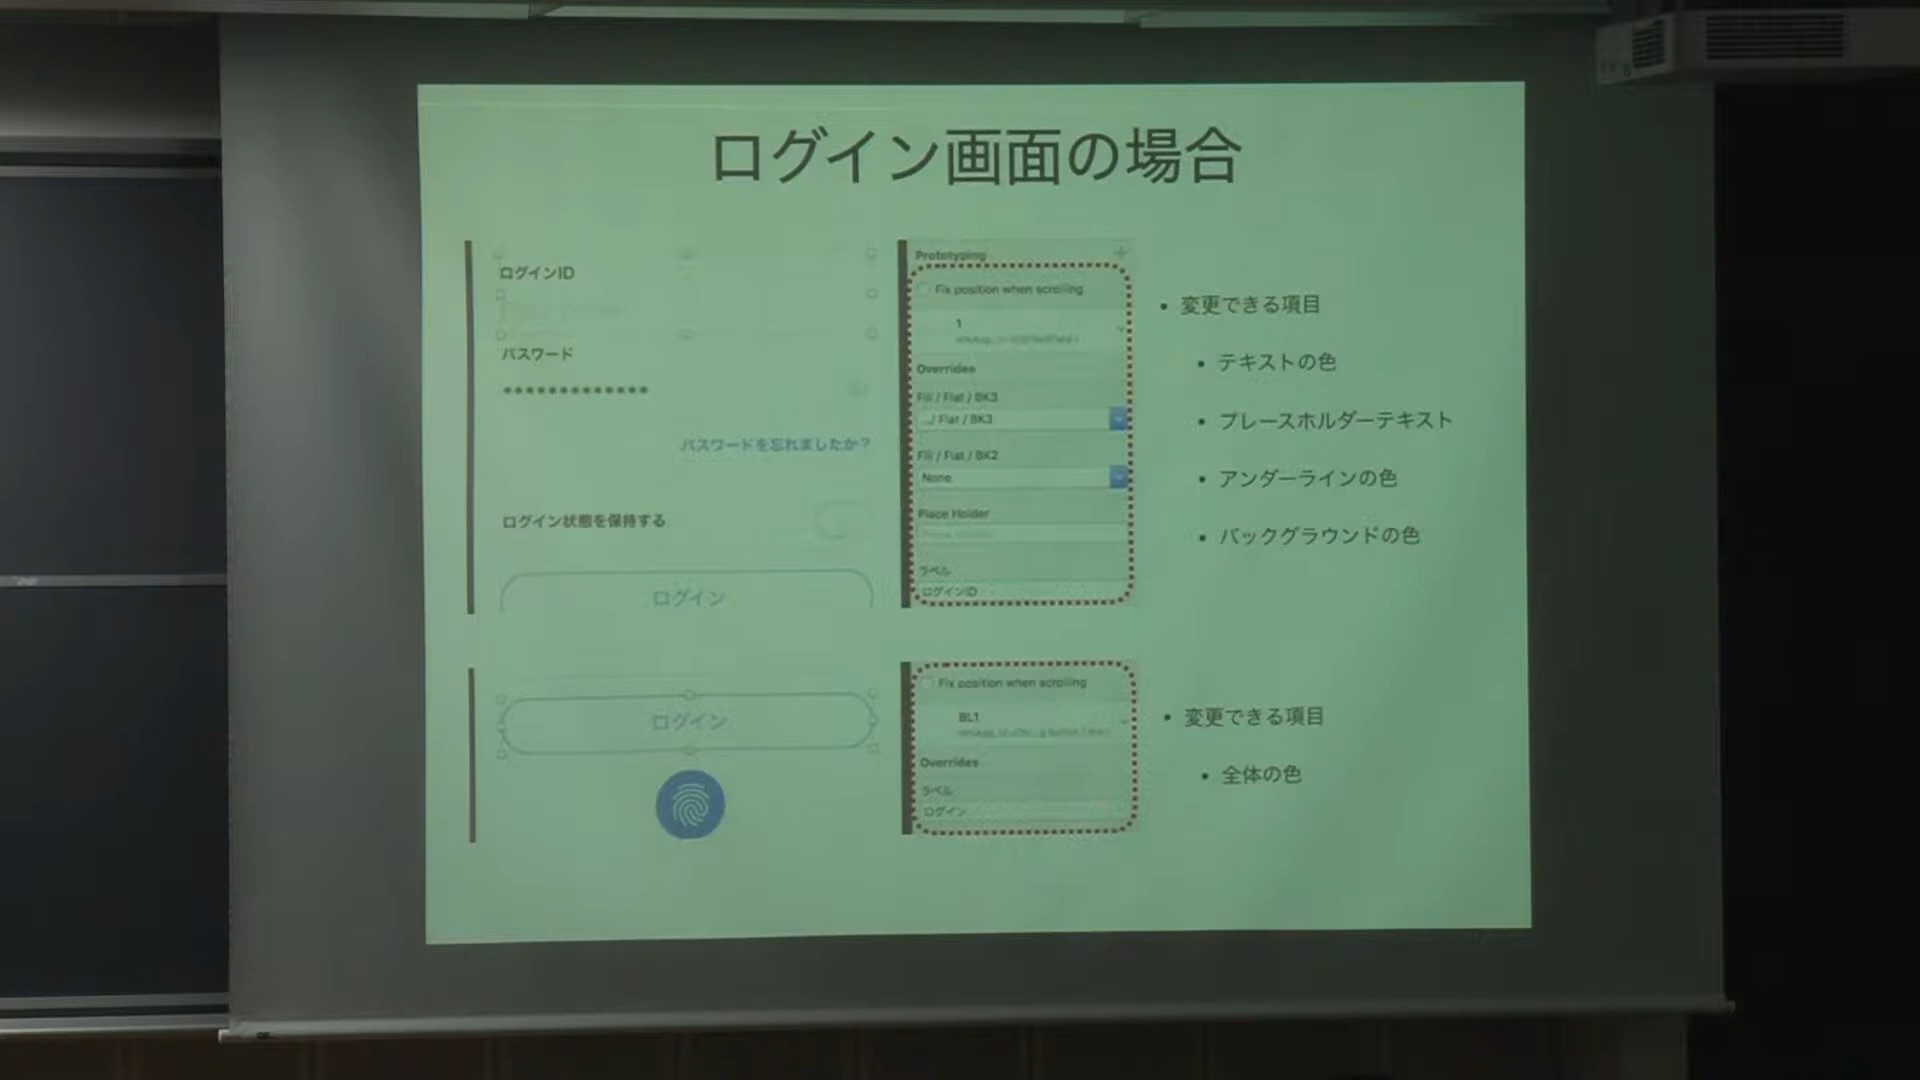 ログイン画面の場合
ログインID
パスワード
•••••••••••••
パスワードを忘れましたか？
ログイン状態を保持する
ログイン
Prototyping
Fix position when scrolling
1
Overrides
Fill / Flat / BK3
.../ Flat / BK3
Fill / Flat / BK2
None
Place Holder
ラベル
ログインID
• 変更できる項目
• テキストの色
• プレースホルダーテキスト
• アンダーラインの色
• バックグラウンドの色
ログイン
Fix position when scrolling
BL1
Overrides
ラベル
ログイン
• 変更できる項目
• 全体の色